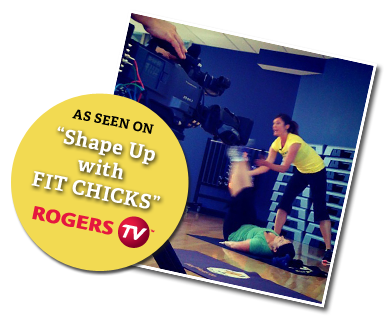 AS SEEN ON
“Shape Up
with
FIT CHICKS”
ROGERS TV